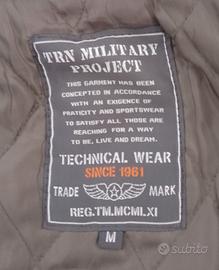 TRN MILITARY
PROJECT
THIS GARMENT HAS BEEN
CONCEPTED IN ACCORDANCE
WITH AN EXIGENCE OF
PRATICITY AND SPORTSWEAR
TO SATISFY ALL THOSE ARE
REACHING FOR A WAY
TO BE, LIVE AND DREAM.
TECHNICAL WEAR
SINCE 1961
TRADE MARK
REG.TM.MCMLXI
M
subito